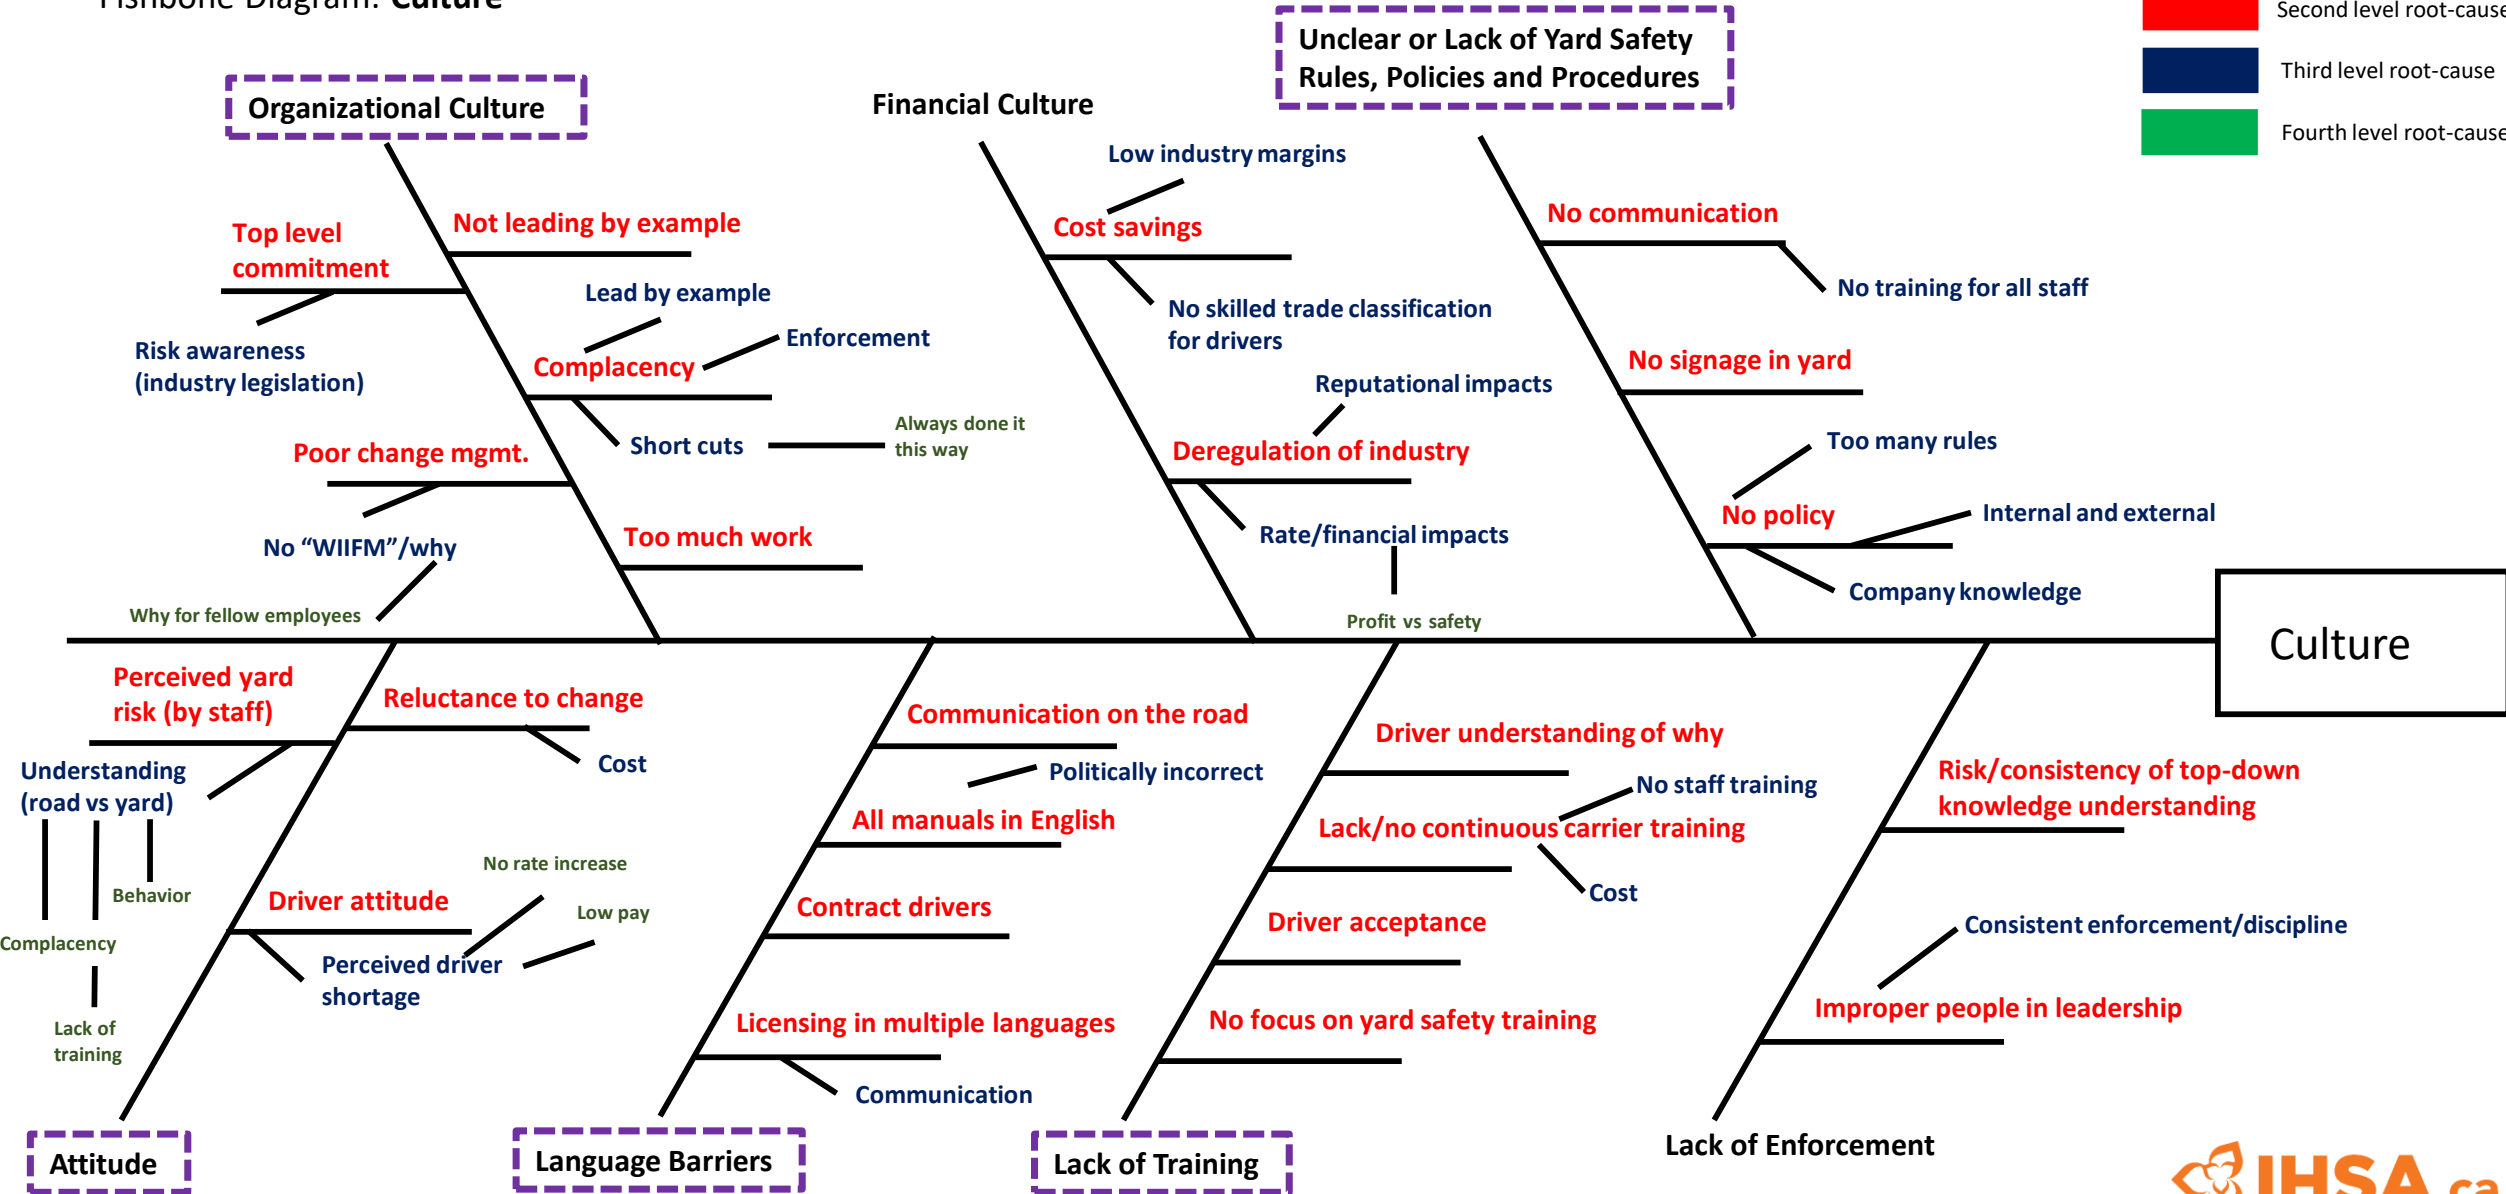 Fishbone Diagram: Culture
Second level root-cause
Third level root-cause
Fourth level root-cause
Organizational Culture
Financial Culture
Unclear or Lack of Yard Safety
Rules, Policies and Procedures
Top level
commitment
Not leading by example
Risk awareness
(industry legislation)
Lead by example
Enforcement
Complacency
Short cuts
Always done it
this way
Poor change mgmt.
No “WIIFM”/why
Why for fellow employees
Too much work
Low industry margins
Cost savings
No skilled trade classification
for drivers
Reputational impacts
Deregulation of industry
Rate/financial impacts
Profit vs safety
No communication
No training for all staff
No signage in yard
Too many rules
No policy
Internal and external
Company knowledge
Culture
Perceived yard
risk (by staff)
Reluctance to change
Understanding
(road vs yard)
Cost
Behavior
Complacency
Lack of
training
Driver attitude
No rate increase
Low pay
Perceived driver
shortage
Attitude
Communication on the road
Politically incorrect
All manuals in English
Contract drivers
Licensing in multiple languages
Communication
Language Barriers
Driver understanding of why
No staff training
Lack/no continuous carrier training
Cost
Driver acceptance
No focus on yard safety training
Lack of Training
Risk/consistency of top-down
knowledge understanding
Consistent enforcement/discipline
Improper people in leadership
Lack of Enforcement
IHSA.ca